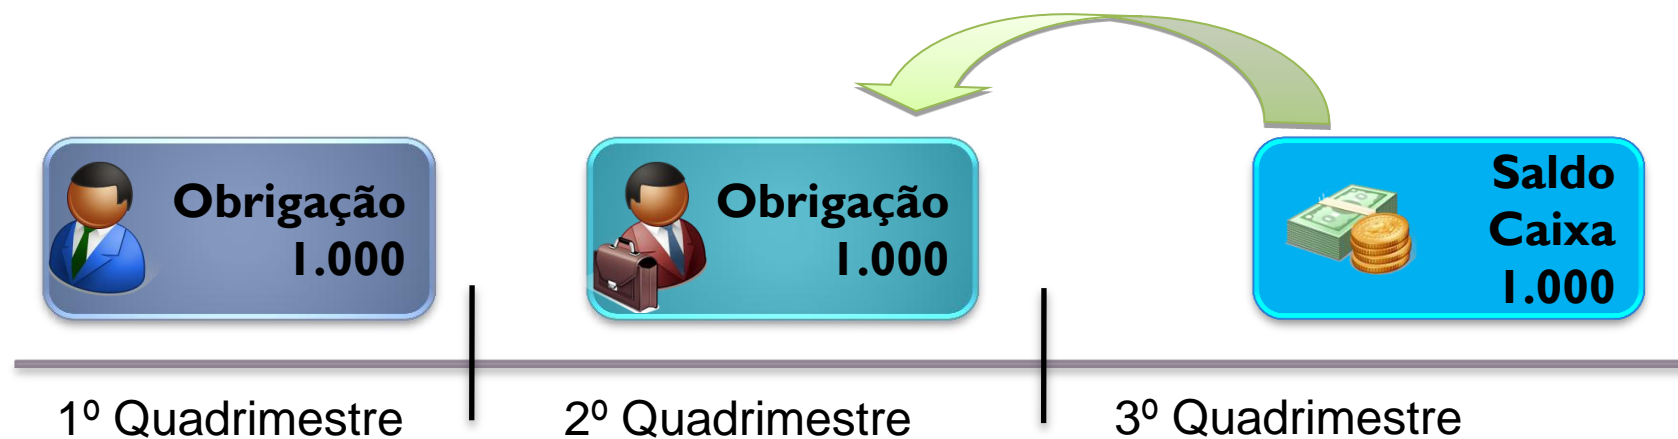 Obrigação
1.000
Obrigação
1.000
Saldo
Caixa
1.000
1º Quadrimestre
2º Quadrimestre
3º Quadrimestre